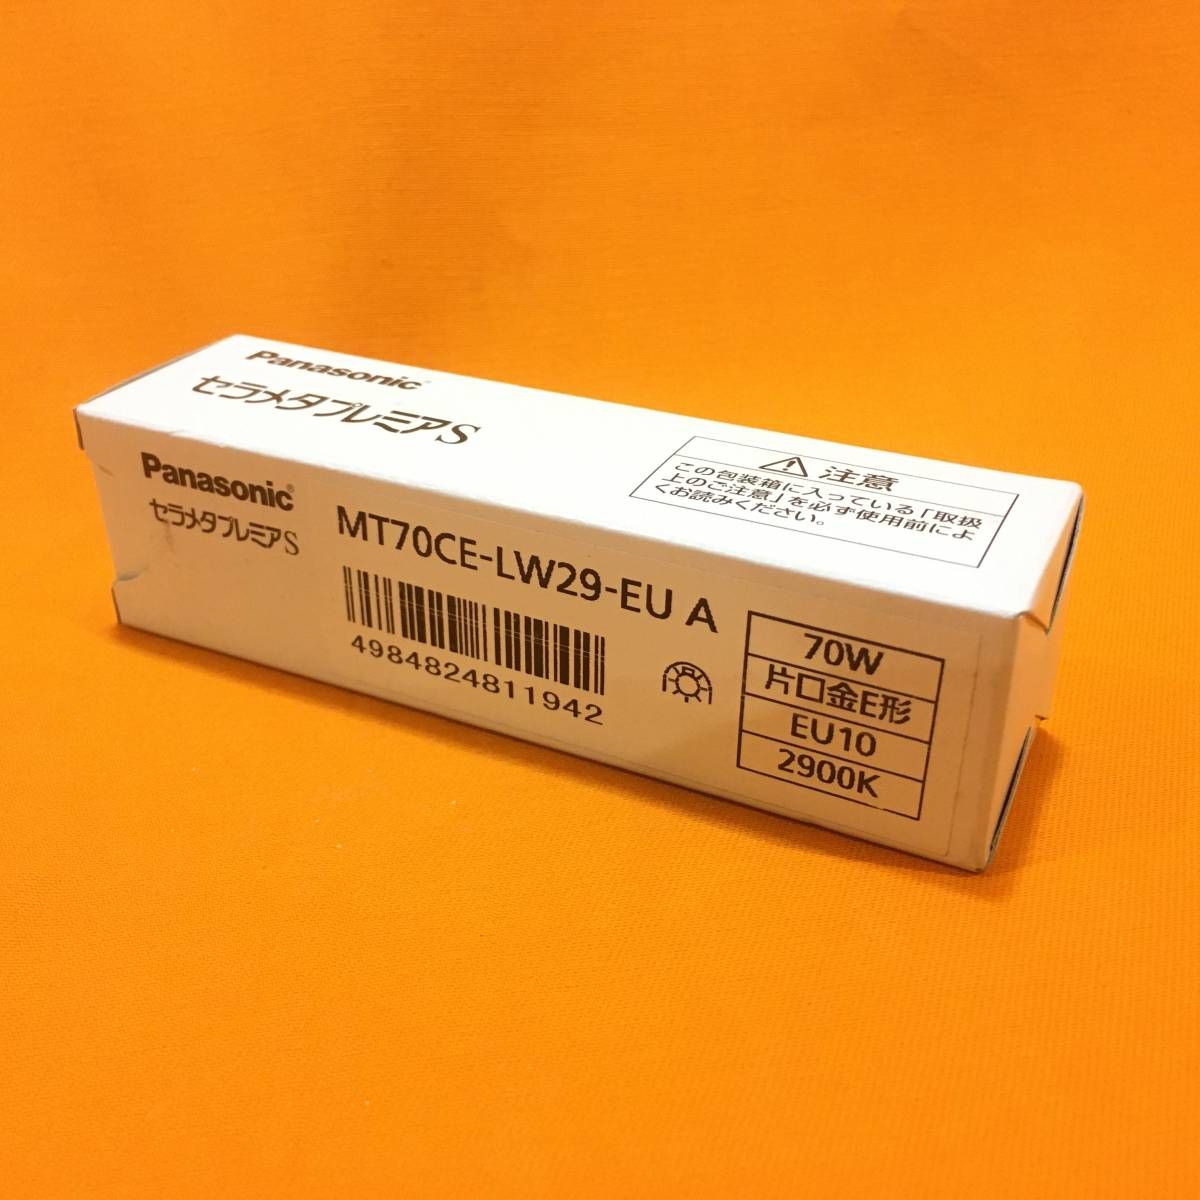 Panasonic
セラメタプレミアS
⚠ 注意
この包装箱に入っている「取扱
上のご注意」を必ず使用前によ
くお読みください。
Panasonic
セラメタプレミアS
MT70CE-LW29-EU A
4984824811942
70W
片口金E形
EU10
2900K